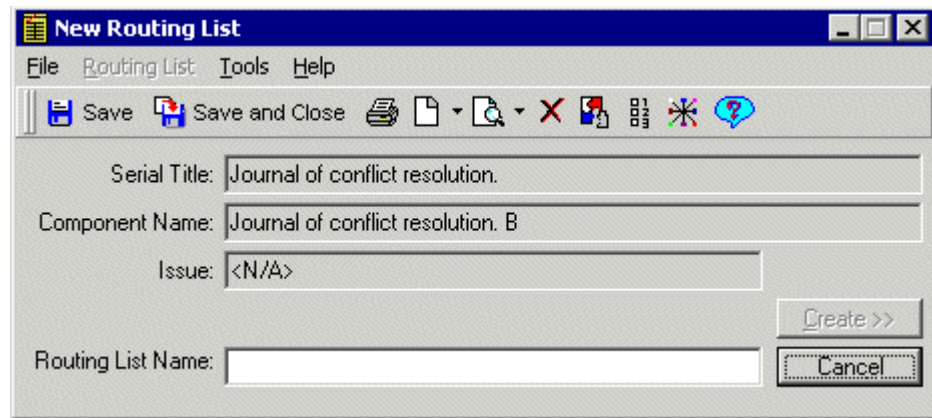 New Routing List
File Routing List Tools Help
Save Save and Close
Serial Title: Journal of conflict resolution.
Component Name: Journal of conflict resolution. B
Issue: <N/A>
Create >>
Routing List Name:
Cancel